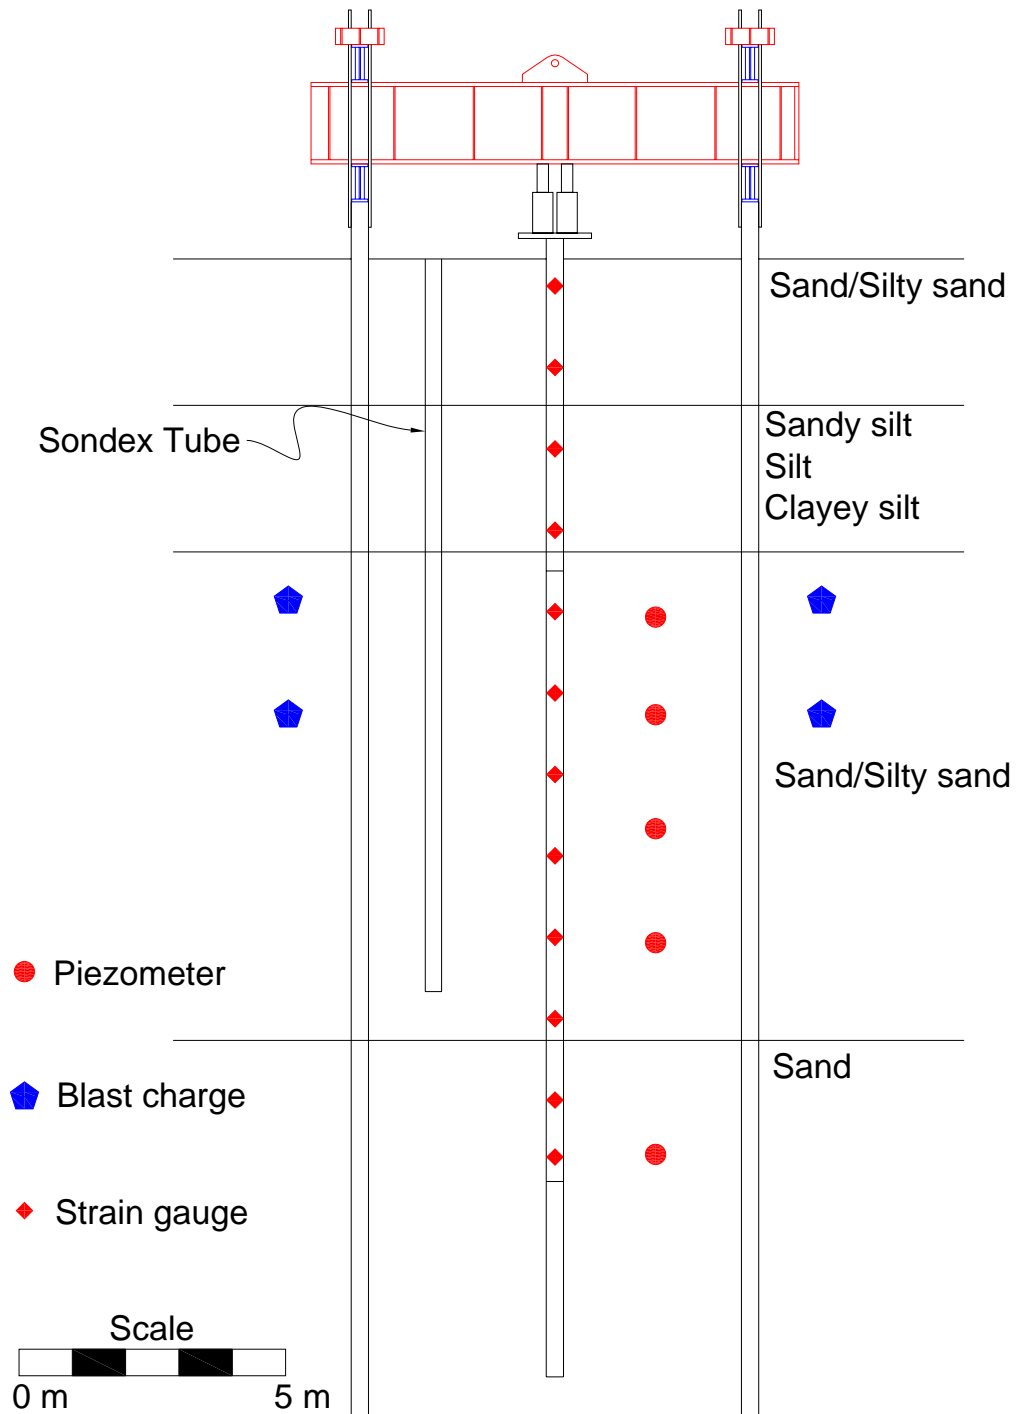 Sand/Silty sand
Sondex Tube
Sandy silt
Silt
Clayey silt
Sand/Silty sand
Piezometer
Sand
Blast charge
Strain gauge
Scale
0 m 5 m